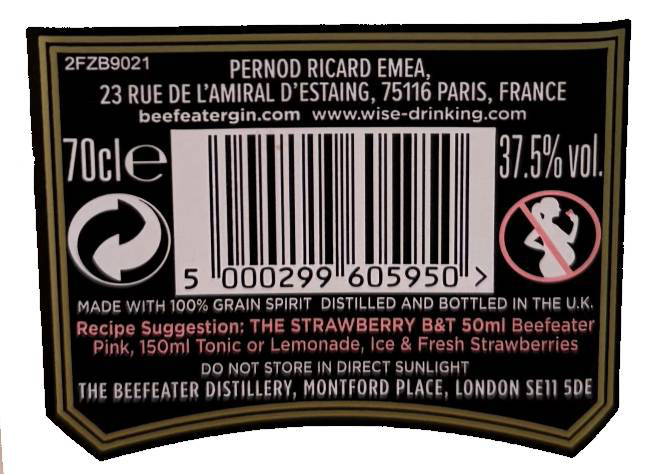 2FZB9021
PERNOD RICARD EMEA,
23 RUE DE L'AMIRAL D'ESTAING, 75116 PARIS, FRANCE
beefeatergin.com www.wise-drinking.com
70cl e
37.5% vol.
5 000299 605950 >
MADE WITH 100% GRAIN SPIRIT DISTILLED AND BOTTLED IN THE U.K.
Recipe Suggestion: THE STRAWBERRY B&T 50ml Beefeater
Pink, 150ml Tonic or Lemonade, Ice & Fresh Strawberries
DO NOT STORE IN DIRECT SUNLIGHT
THE BEEFEATER DISTILLERY, MONTFORD PLACE, LONDON SE11 5DE